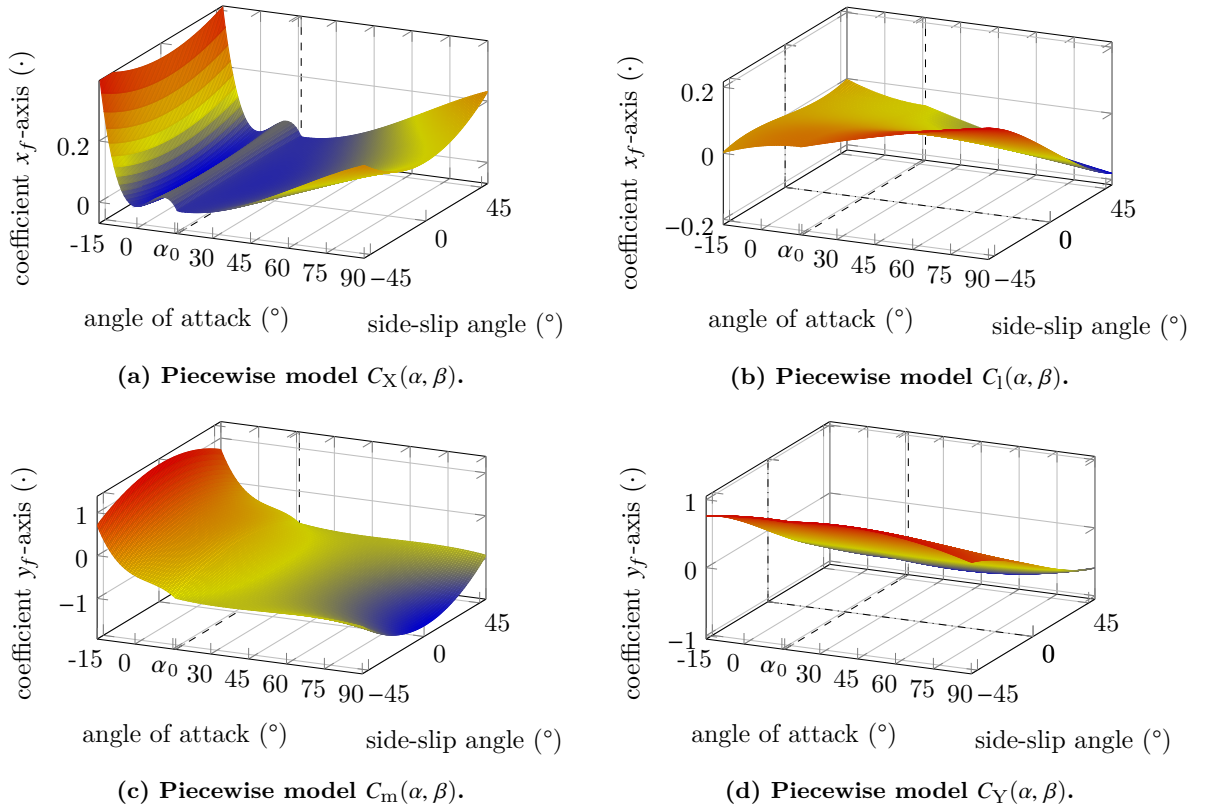 coefficient x_f-axis (·)
0.2
0
-15
0
α₀
30
45
60
75
90
−45
0
45
angle of attack (°)
side-slip angle (°)
(a) Piecewise model C_X(α, β).
coefficient x_f-axis (·)
0.2
0
−0.2
-15
0
α₀
30
45
60
75
90
−45
0
45
angle of attack (°)
side-slip angle (°)
(b) Piecewise model C_l(α, β).
coefficient y_f-axis (·)
1
0
−1
-15
0
α₀
30
45
60
75
90
−45
0
45
angle of attack (°)
side-slip angle (°)
(c) Piecewise model C_m(α, β).
coefficient y_f-axis (·)
1
0
−1
-15
0
α₀
30
45
60
75
90
−45
0
45
angle of attack (°)
side-slip angle (°)
(d) Piecewise model C_Y(α, β).